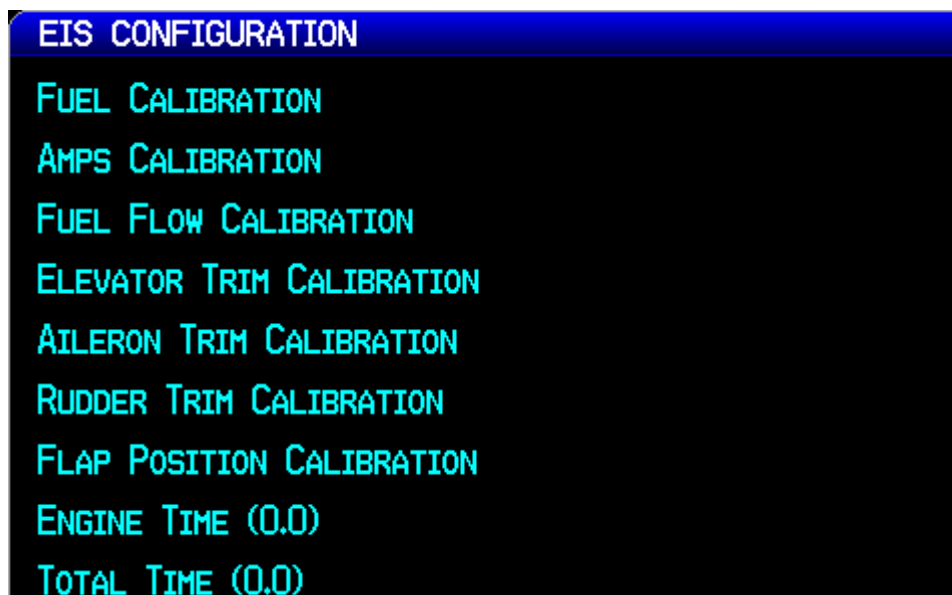 EIS CONFIGURATION
FUEL CALIBRATION
AMPS CALIBRATION
FUEL FLOW CALIBRATION
ELEVATOR TRIM CALIBRATION
AILERON TRIM CALIBRATION
RUDDER TRIM CALIBRATION
FLAP POSITION CALIBRATION
ENGINE TIME (0.0)
TOTAL TIME (0.0)